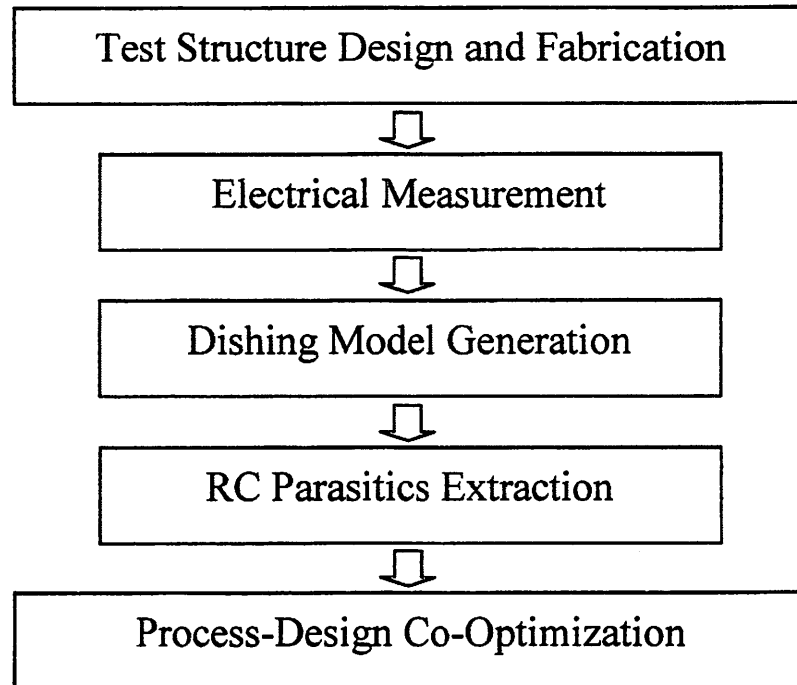 Test Structure Design and Fabrication
Electrical Measurement
Dishing Model Generation
RC Parasitics Extraction
Process-Design Co-Optimization